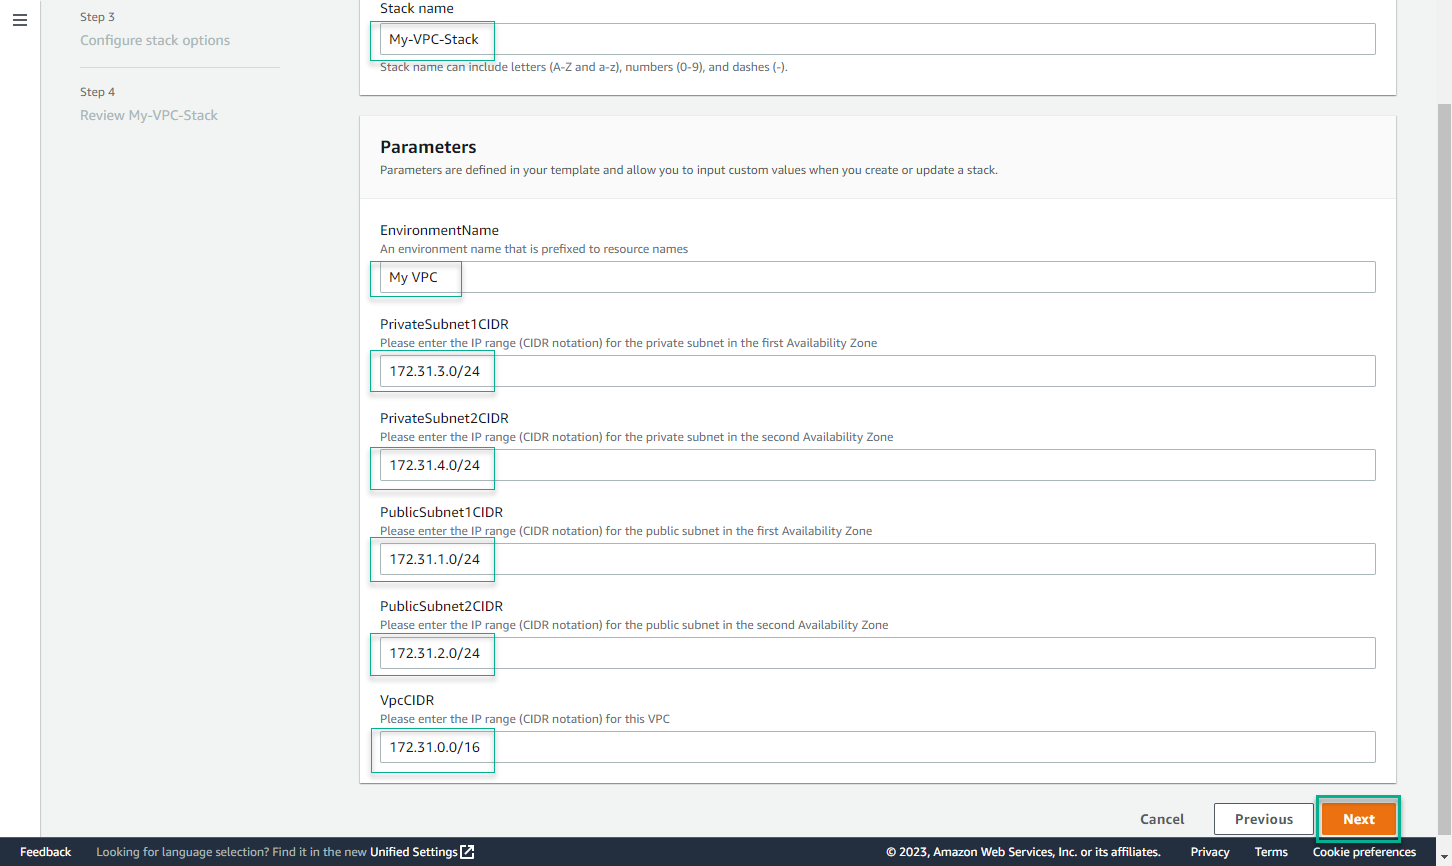 Step 3
Configure stack options
Step 4
Review My-VPC-Stack
Stack name
My-VPC-Stack
Stack name can include letters (A-Z and a-z), numbers (0-9), and dashes (-).
Parameters
Parameters are defined in your template and allow you to input custom values when you create or update a stack.
EnvironmentName
An environment name that is prefixed to resource names
My VPC
PrivateSubnet1CIDR
Please enter the IP range (CIDR notation) for the private subnet in the first Availability Zone
172.31.3.0/24
PrivateSubnet2CIDR
Please enter the IP range (CIDR notation) for the private subnet in the second Availability Zone
172.31.4.0/24
PublicSubnet1CIDR
Please enter the IP range (CIDR notation) for the public subnet in the first Availability Zone
172.31.1.0/24
PublicSubnet2CIDR
Please enter the IP range (CIDR notation) for the public subnet in the second Availability Zone
172.31.2.0/24
VpcCIDR
Please enter the IP range (CIDR notation) for this VPC
172.31.0.0/16
Cancel Previous Next
Feedback Looking for language selection? Find it in the new Unified Settings © 2023, Amazon Web Services, Inc. or its affiliates. Privacy Terms Cookie preferences